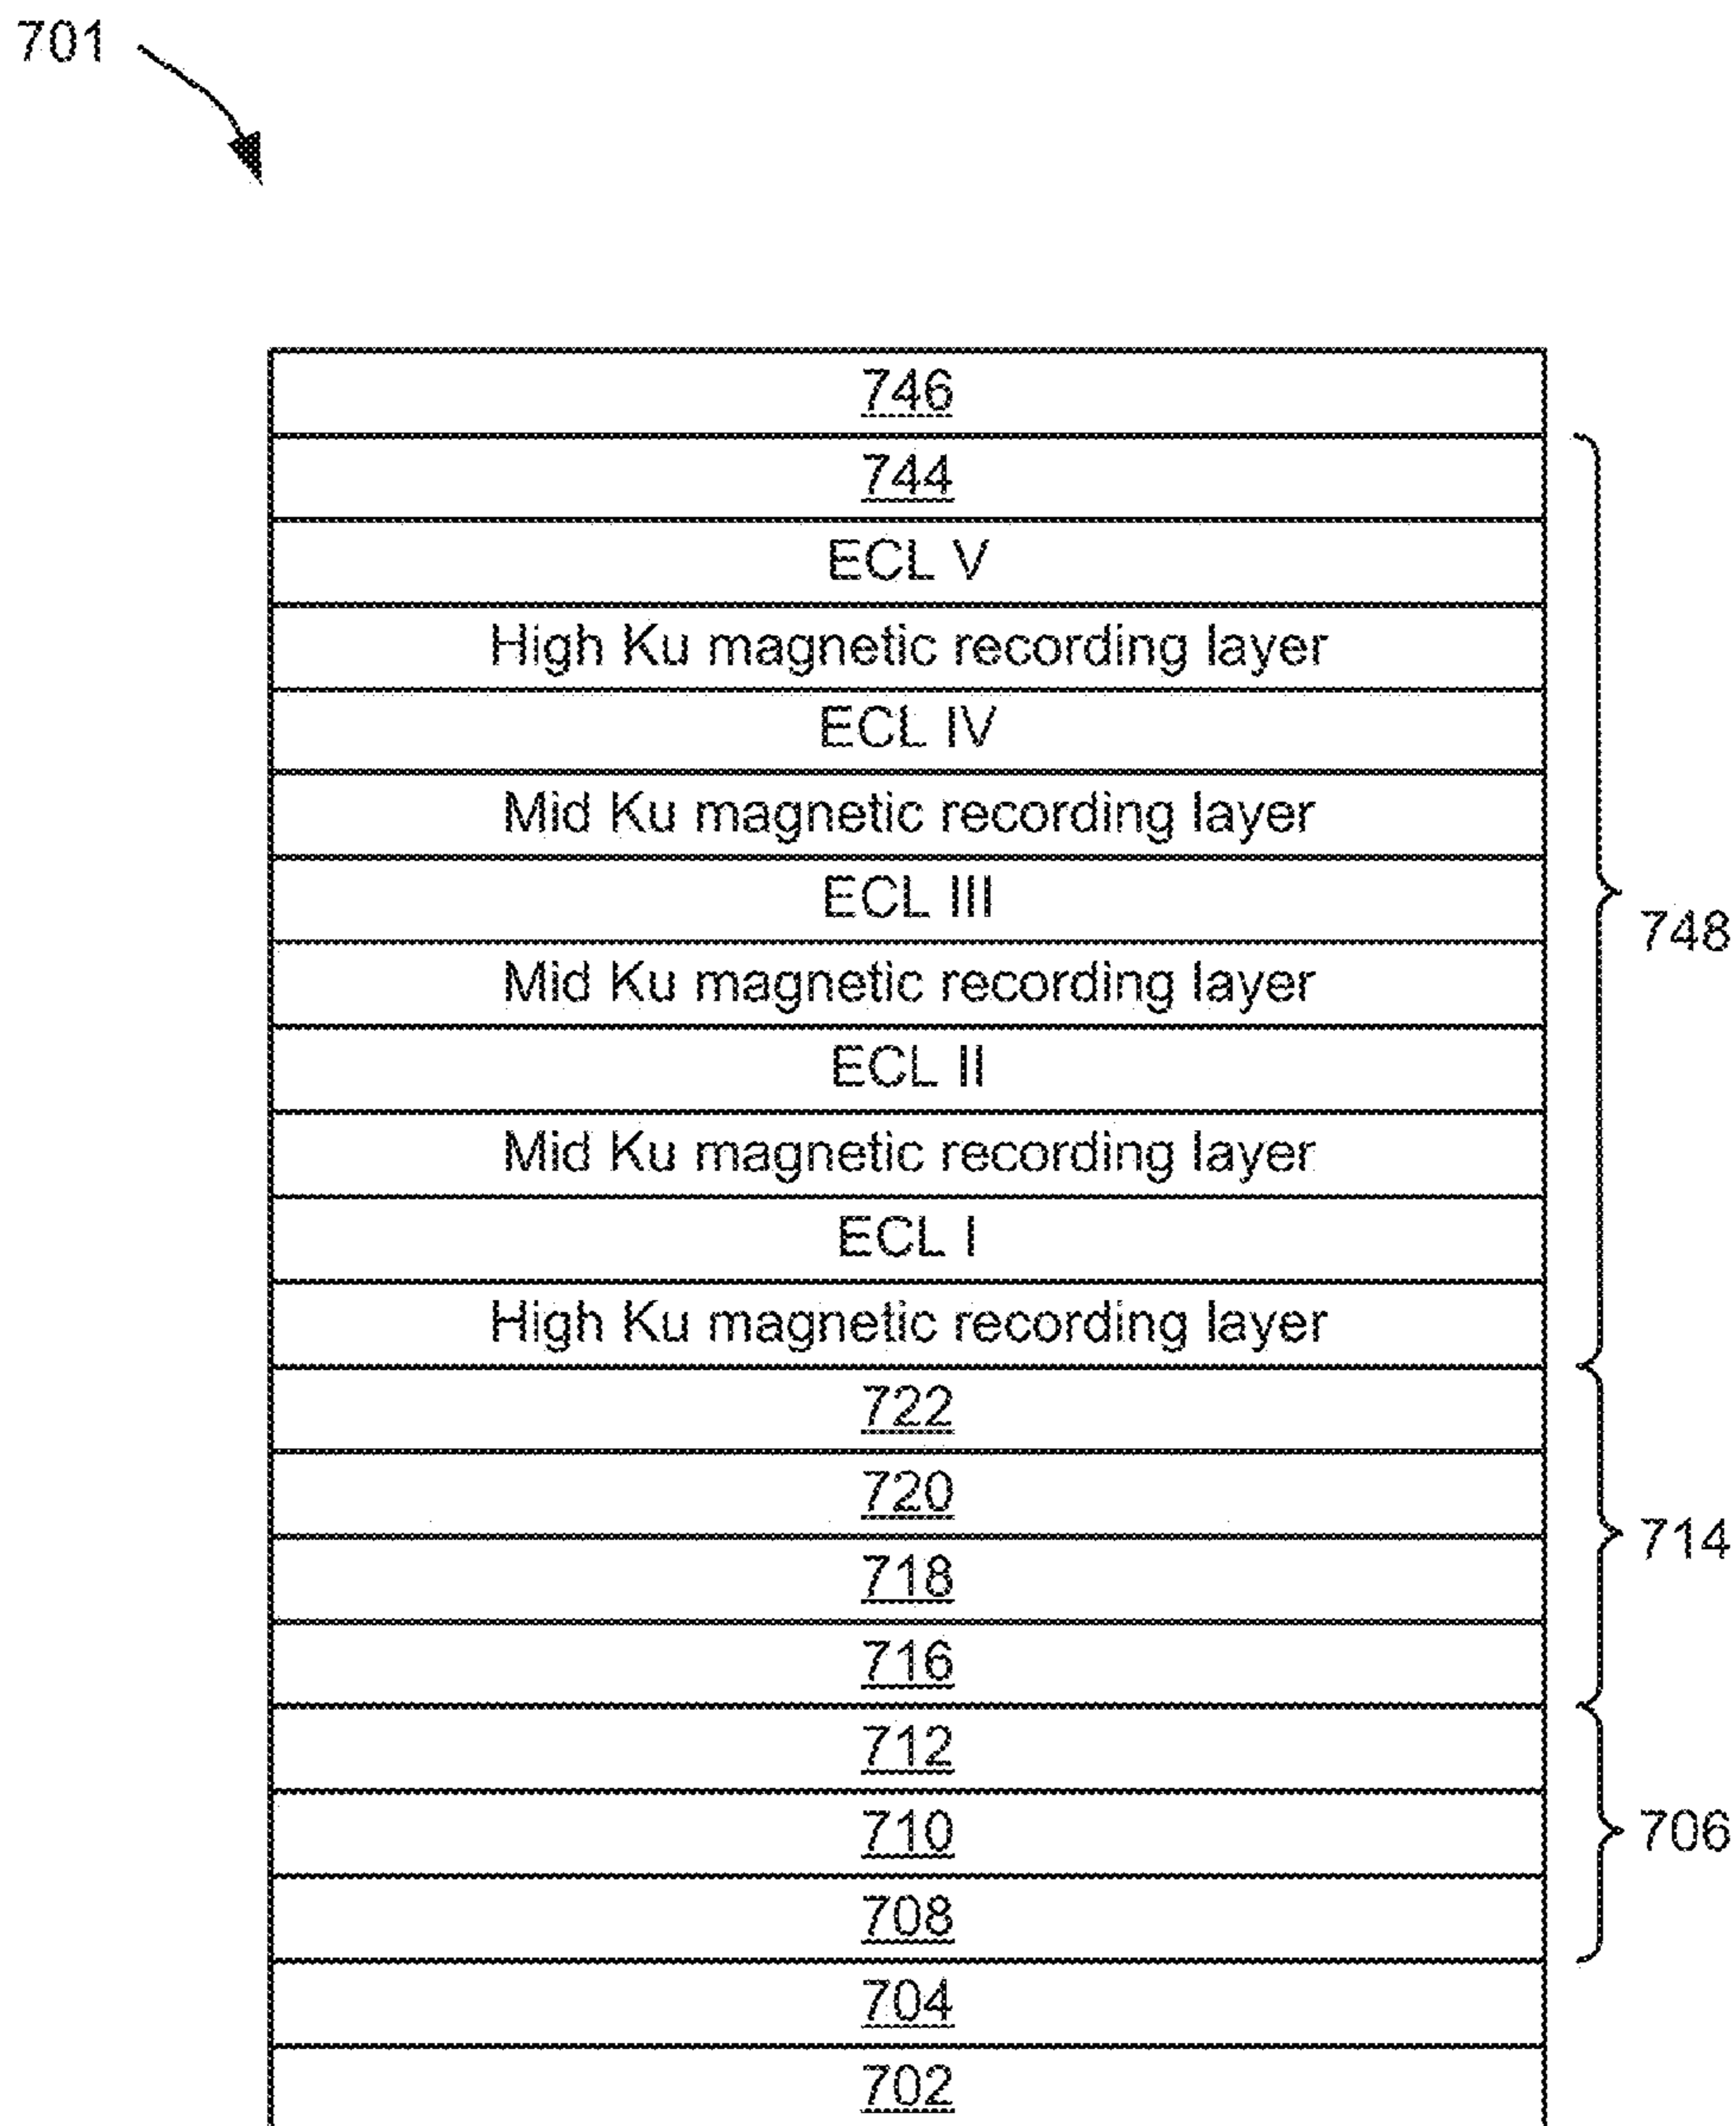 701
746
744
ECL V
High Ku magnetic recording layer
ECL IV
Mid Ku magnetic recording layer
ECL III
748
Mid Ku magnetic recording layer
ECL II
Mid Ku magnetic recording layer
ECL I
High Ku magnetic recording layer
722
720
714
718
716
712
710
706
708
704
702